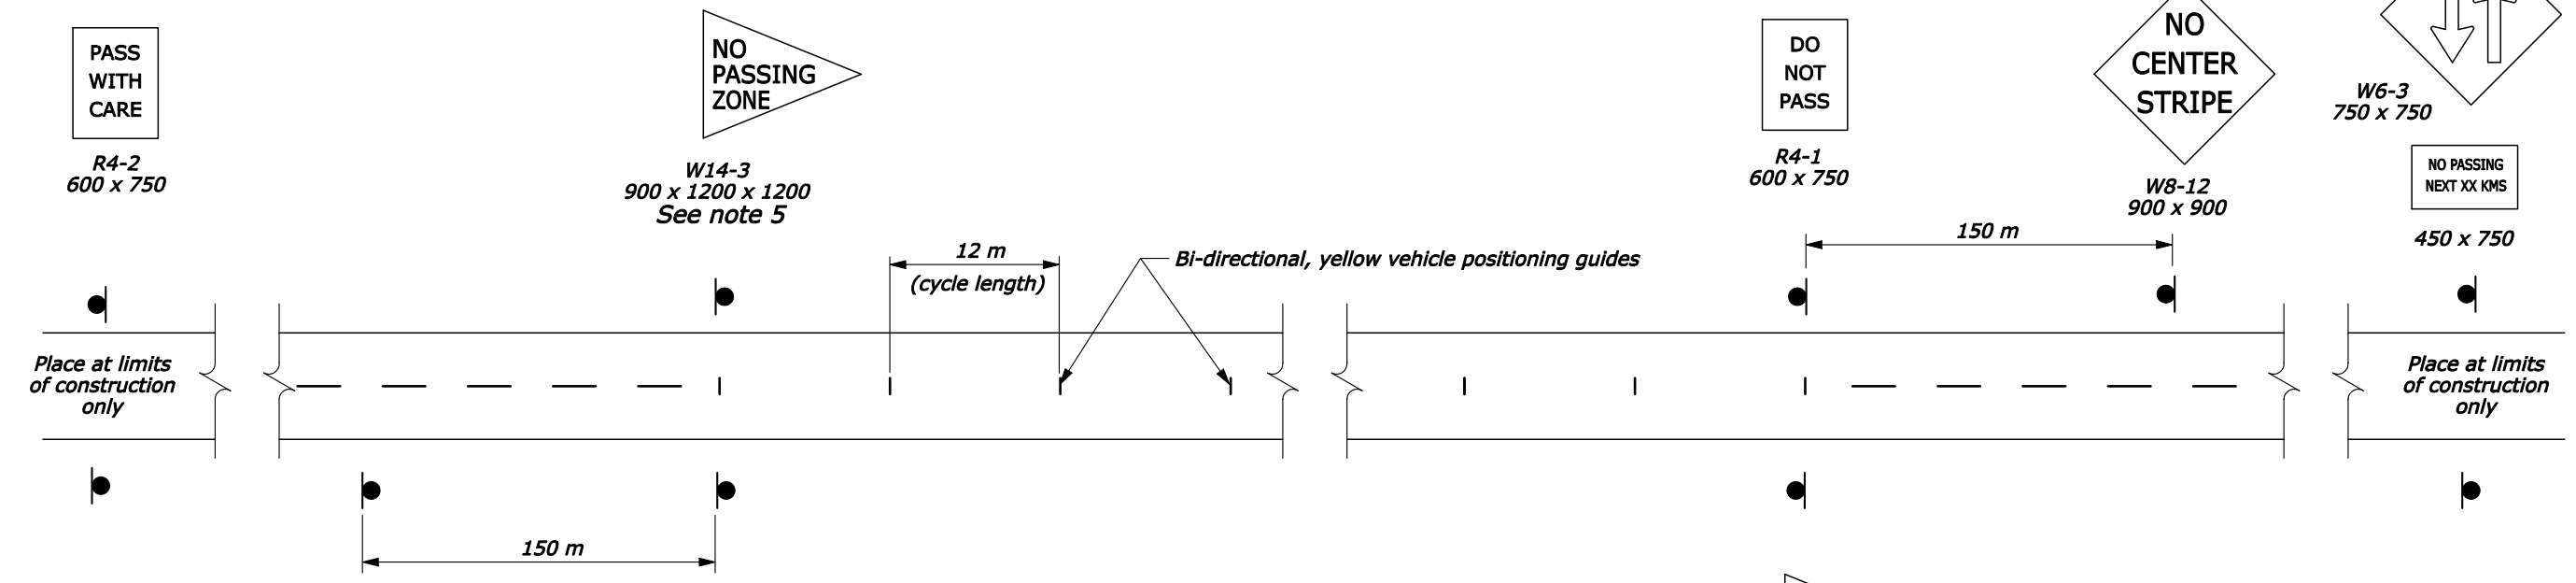 PASS
WITH
CARE
R4-2
600 x 750
NO
PASSING
ZONE
W14-3
900 x 1200 x 1200
See note 5
DO
NOT
PASS
R4-1
600 x 750
NO
CENTER
STRIPE
W8-12
900 x 900
W6-3
750 x 750
NO PASSING
NEXT XX KMS
450 x 750
12 m
(cycle length)
Bi-directional, yellow vehicle positioning guides
150 m
Place at limits
of construction
only
Place at limits
of construction
only
150 m